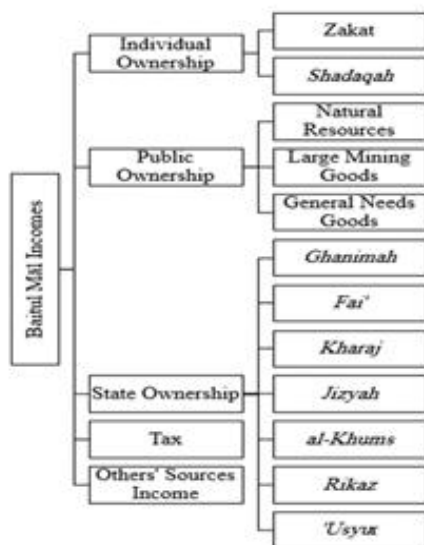 Baitul Māl Incomes
Individual
Ownership
Zakat
Shadaqah
Public
Ownership
Natural
Resources
Large Mining
Goods
General Needs
Goods
State Ownership
Ghanimah
Fai'
Kharaj
Jizyah
al-Khums
Rikaz
'Usyur
Tax
Others' Sources
Income